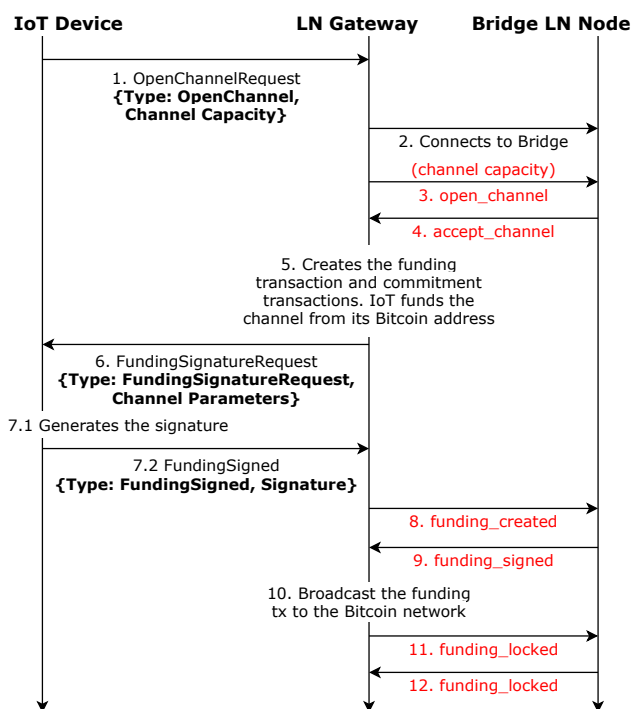 IoT Device
LN Gateway
Bridge LN Node
1. OpenChannelRequest
{Type: OpenChannel,
Channel Capacity}
2. Connects to Bridge
(channel capacity)
3. open_channel
4. accept_channel
5. Creates the funding
transaction and commitment
transactions. IoT funds the
channel from its Bitcoin address
6. FundingSignatureRequest
{Type: FundingSignatureRequest,
Channel Parameters}
7.1 Generates the signature
7.2 FundingSigned
{Type: FundingSigned, Signature}
8. funding_created
9. funding_signed
10. Broadcast the funding
tx to the Bitcoin network
11. funding_locked
12. funding_locked